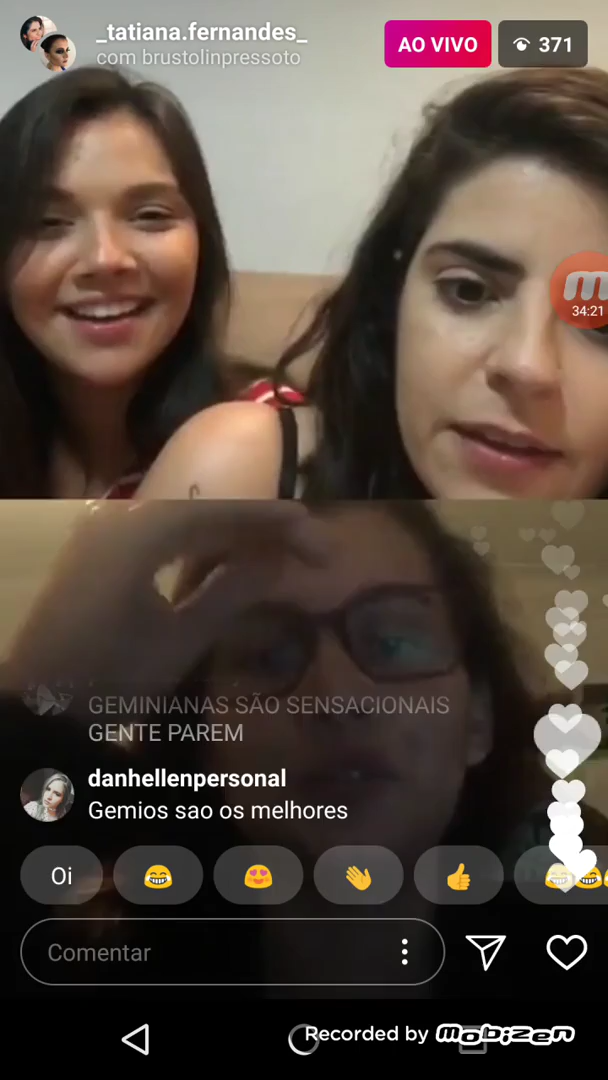 _tatiana.fernandes_
com brustolinpressoto
AO VIVO
371
34:21
GEMINIANAS SÃO SENSACIONAIS
GENTE PAREM
danhellenpersonal
Gemios sao os melhores
Oi
Comentar
Recorded by mobizen